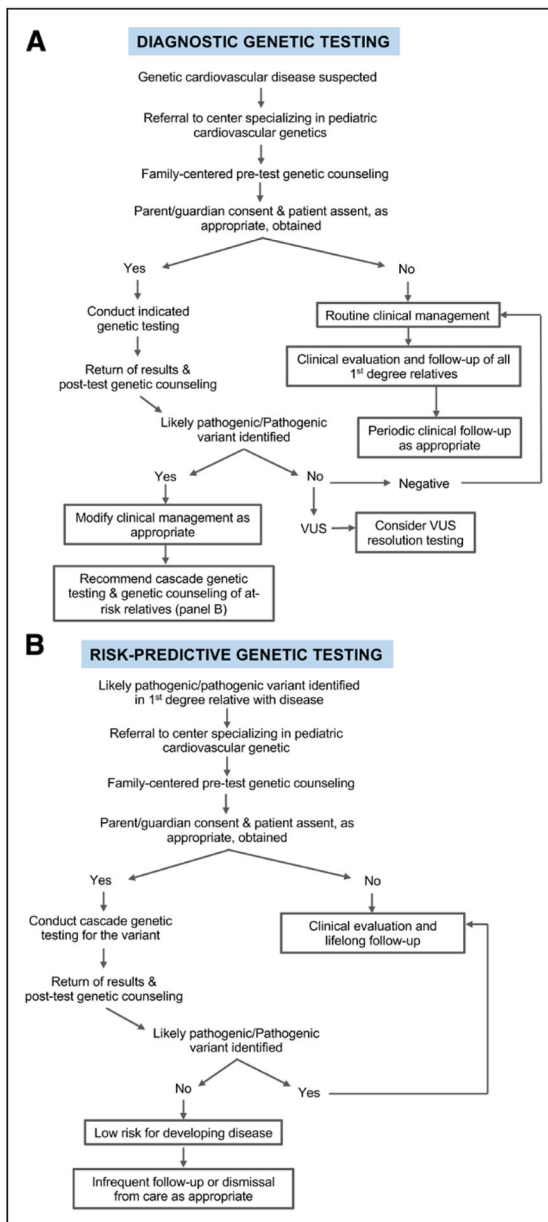 A
DIAGNOSTIC GENETIC TESTING
Genetic cardiovascular disease suspected
Referral to center specializing in pediatric
cardiovascular genetics
Family-centered pre-test genetic counseling
Parent/guardian consent & patient assent, as
appropriate, obtained
Yes
No
Conduct indicated
genetic testing
Routine clinical management
Return of results &
post-test genetic counseling
Clinical evaluation and follow-up of all
1st degree relatives
Likely pathogenic/Pathogenic
variant identified
Periodic clinical follow-up
as appropriate
Yes
No
Negative
Modify clinical management as
appropriate
VUS
Consider VUS
resolution testing
Recommend cascade genetic
testing & genetic counseling of at-
risk relatives (panel B)
B
RISK-PREDICTIVE GENETIC TESTING
Likely pathogenic/pathogenic variant identified
in 1st degree relative with disease
Referral to center specializing in pediatric
cardiovascular genetic
Family-centered pre-test genetic counseling
Parent/guardian consent & patient assent, as
appropriate, obtained
Yes
No
Conduct cascade genetic
testing for the variant
Clinical evaluation and
lifelong follow-up
Return of results &
post-test genetic counseling
Likely pathogenic/Pathogenic
variant identified
No
Yes
Low risk for developing disease
Infrequent follow-up or dismissal
from care as appropriate